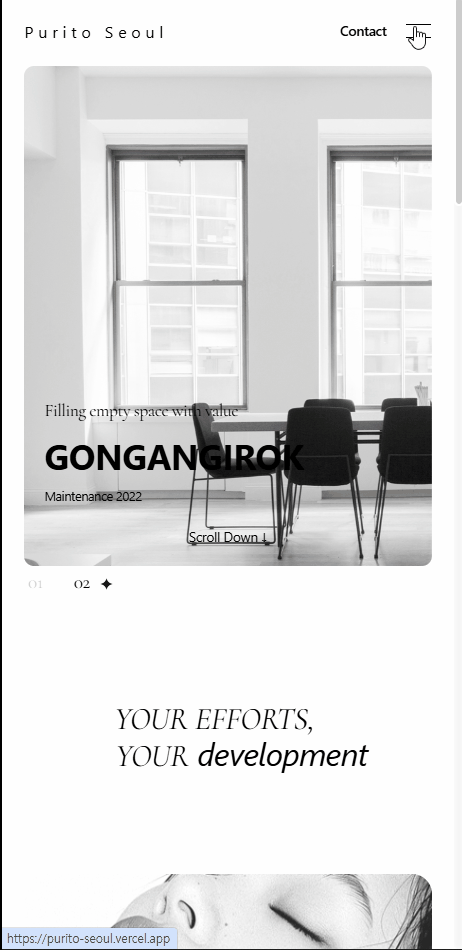 Purito Seoul
Contact
Filling empty space with value
GONGANGIROK
Maintenance 2022
Scroll Down ↓
01 02 ✦
YOUR EFFORTS,
YOUR development
https://purito-seoul.vercel.app